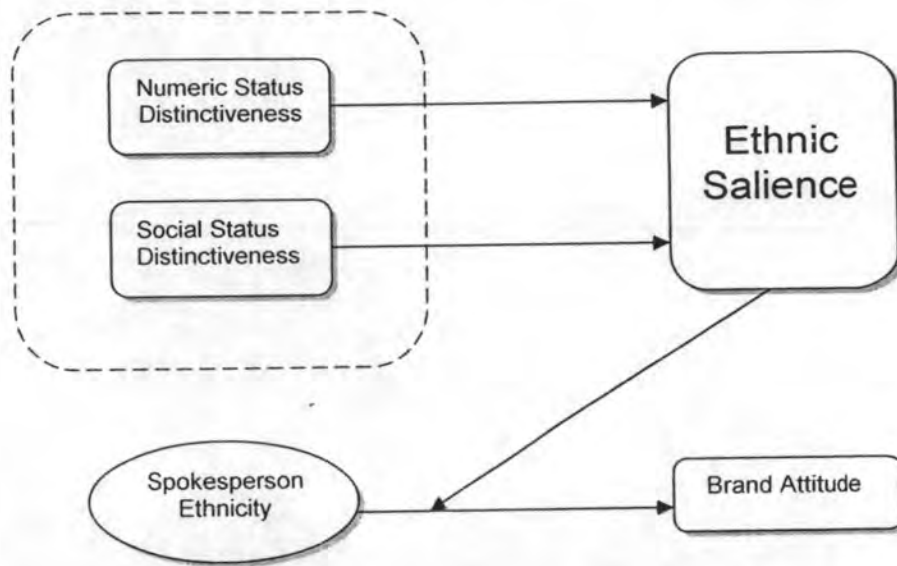 Numeric Status
Distinctiveness
Ethnic
Salience
Social Status
Distinctiveness
Spokesperson
Ethnicity
Brand Attitude